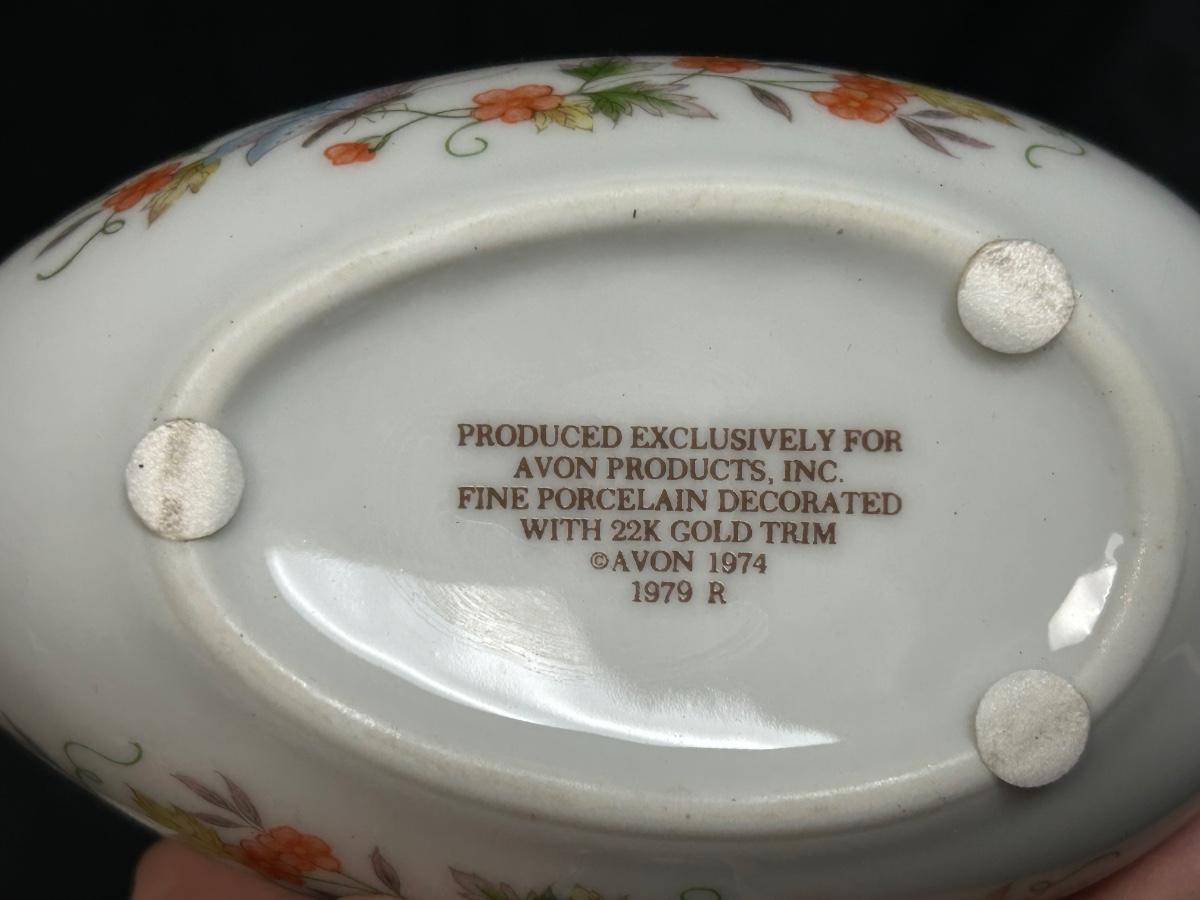 PRODUCED EXCLUSIVELY FOR
AVON PRODUCTS, INC.
FINE PORCELAIN DECORATED
WITH 22K GOLD TRIM
©AVON 1974
1979 R